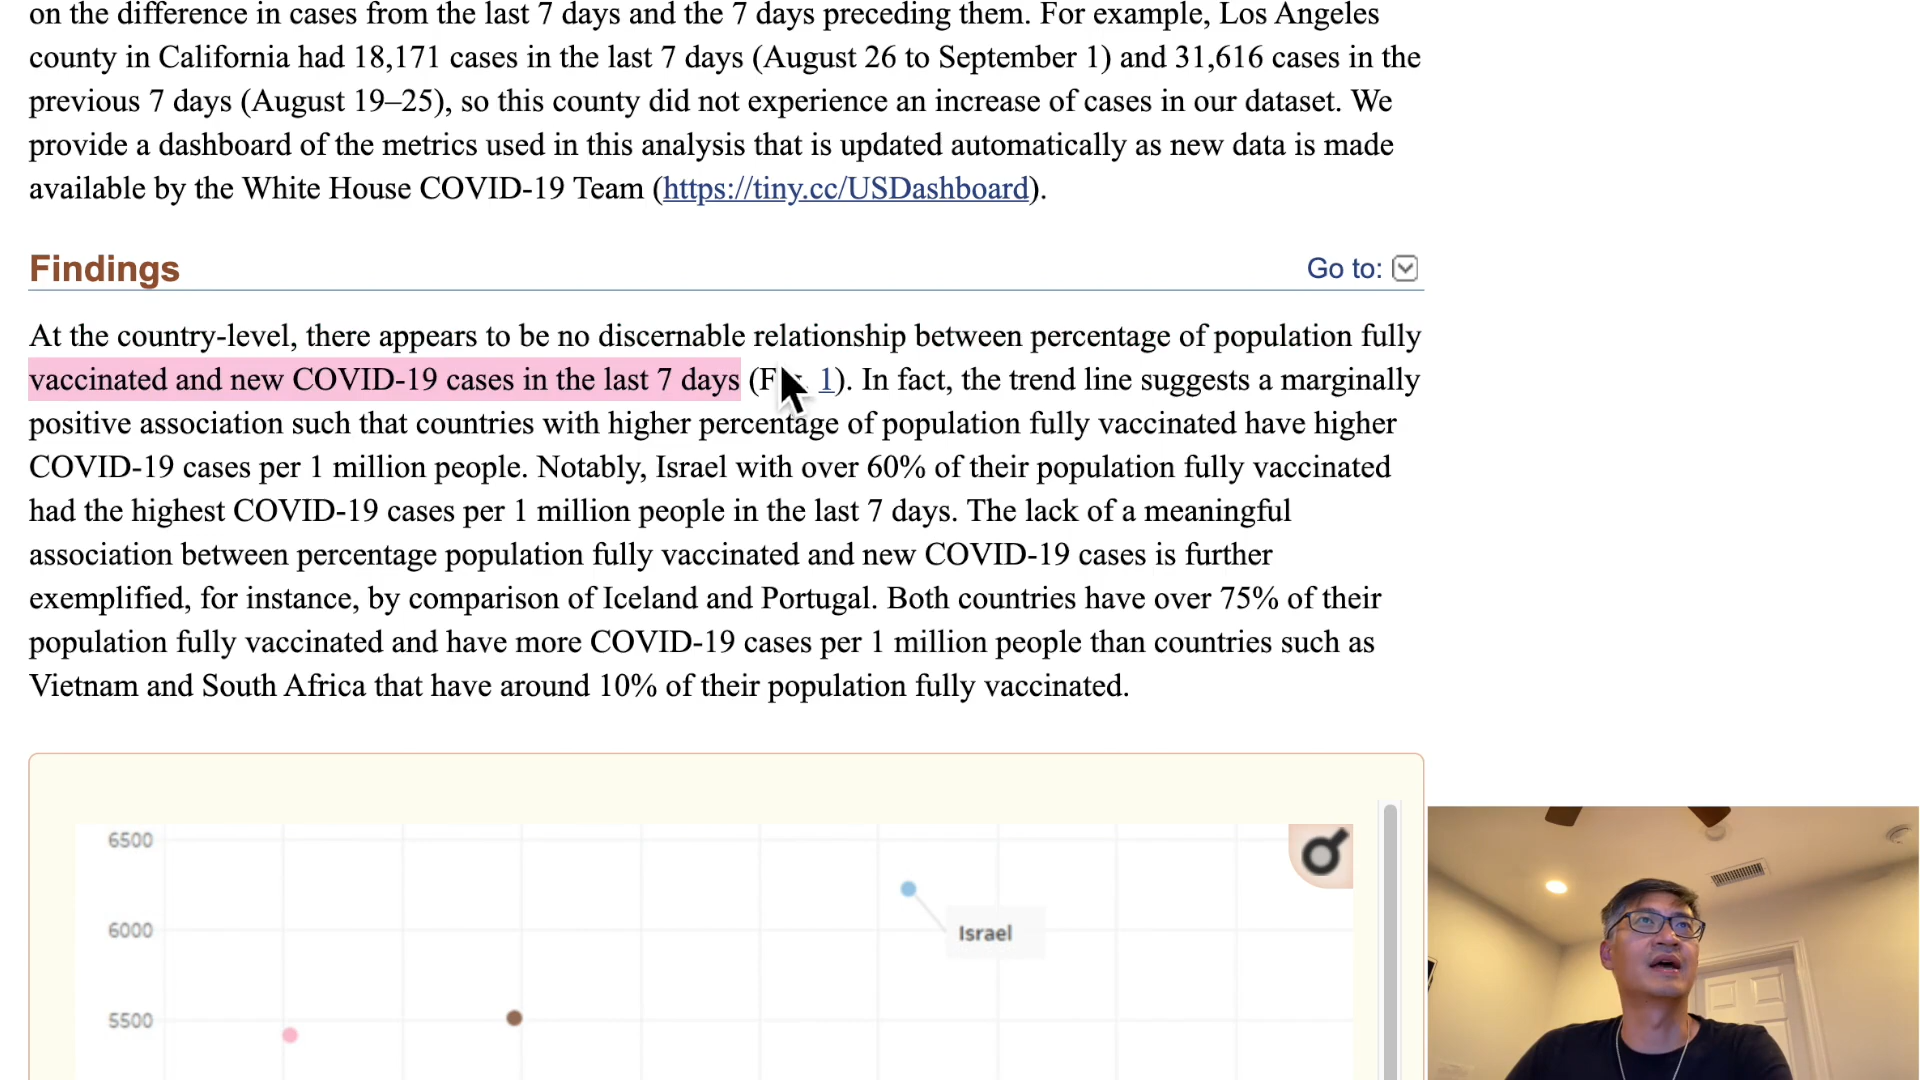 on the difference in cases from the last 7 days and the 7 days preceding them. For example, Los Angeles
county in California had 18,171 cases in the last 7 days (August 26 to September 1) and 31,616 cases in the
previous 7 days (August 19–25), so this county did not experience an increase of cases in our dataset. We
provide a dashboard of the metrics used in this analysis that is updated automatically as new data is made
available by the White House COVID-19 Team (https://tiny.cc/USDashboard).
Findings
Go to:
At the country-level, there appears to be no discernable relationship between percentage of population fully
vaccinated and new COVID-19 cases in the last 7 days 1). In fact, the trend line suggests a marginally
positive association such that countries with higher percentage of population fully vaccinated have higher
COVID-19 cases per 1 million people. Notably, Israel with over 60% of their population fully vaccinated
had the highest COVID-19 cases per 1 million people in the last 7 days. The lack of a meaningful
association between percentage population fully vaccinated and new COVID-19 cases is further
exemplified, for instance, by comparison of Iceland and Portugal. Both countries have over 75% of their
population fully vaccinated and have more COVID-19 cases per 1 million people than countries such as
Vietnam and South Africa that have around 10% of their population fully vaccinated.
6500
6000
Israel
5500